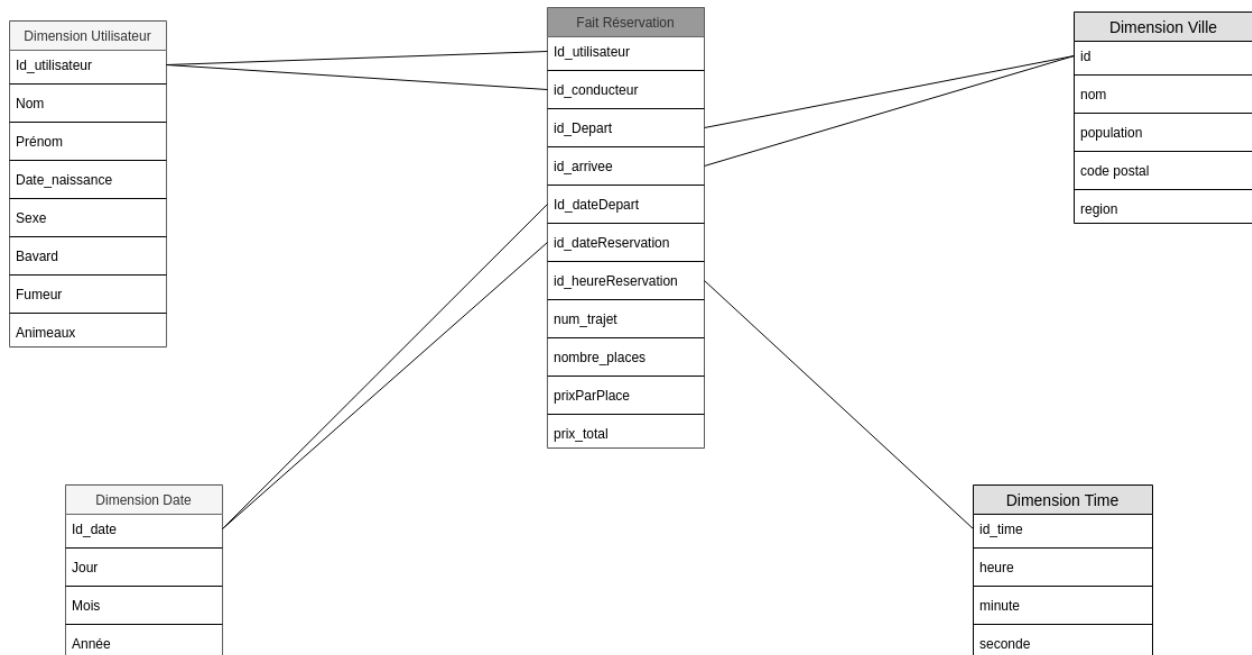 Dimension Utilisateur
Id_utilisateur
Nom
Prénom
Date_naissance
Sexe
Bavard
Fumeur
Animeaux
Fait Réservation
Id_utilisateur
id_conducteur
id_Depart
id_arrivee
Id_dateDepart
id_dateReservation
id_heureReservation
num_trajet
nombre_places
prixParPlace
prix_total
Dimension Ville
id
nom
population
code postal
region
Dimension Date
Id_date
Jour
Mois
Année
Dimension Time
id_time
heure
minute
seconde